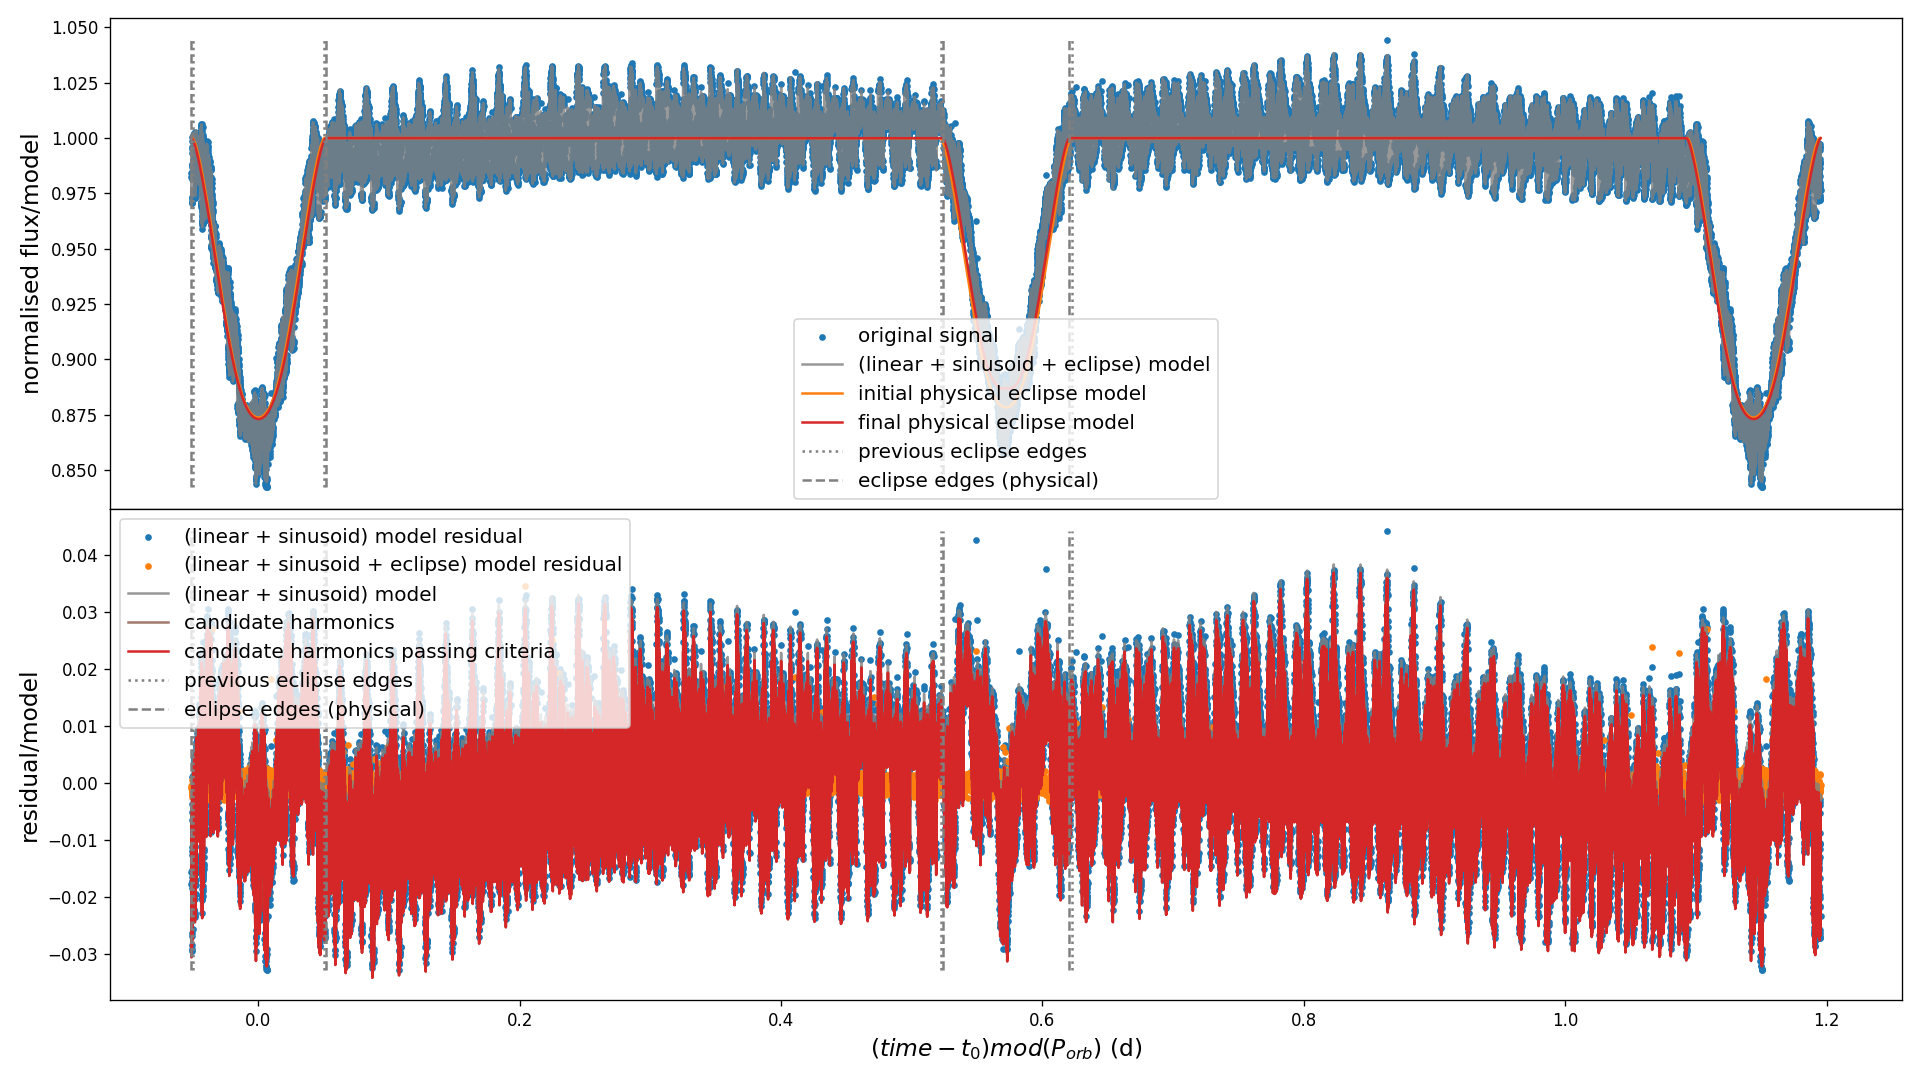 1.050
1.025
1.000
0.975
0.950
0.925
0.900
0.875
0.850
normalised flux/model
original signal
(linear + sinusoid + eclipse) model
initial physical eclipse model
final physical eclipse model
previous eclipse edges
eclipse edges (physical)
(linear + sinusoid) model residual
(linear + sinusoid + eclipse) model residual
(linear + sinusoid) model
candidate harmonics
candidate harmonics passing criteria
previous eclipse edges
eclipse edges (physical)
0.04
0.03
0.02
0.01
0.00
−0.01
−0.02
−0.03
residual/model
0.0 0.2 0.4 0.6 0.8 1.0 1.2
(time − t₀)mod(P_orb) (d)